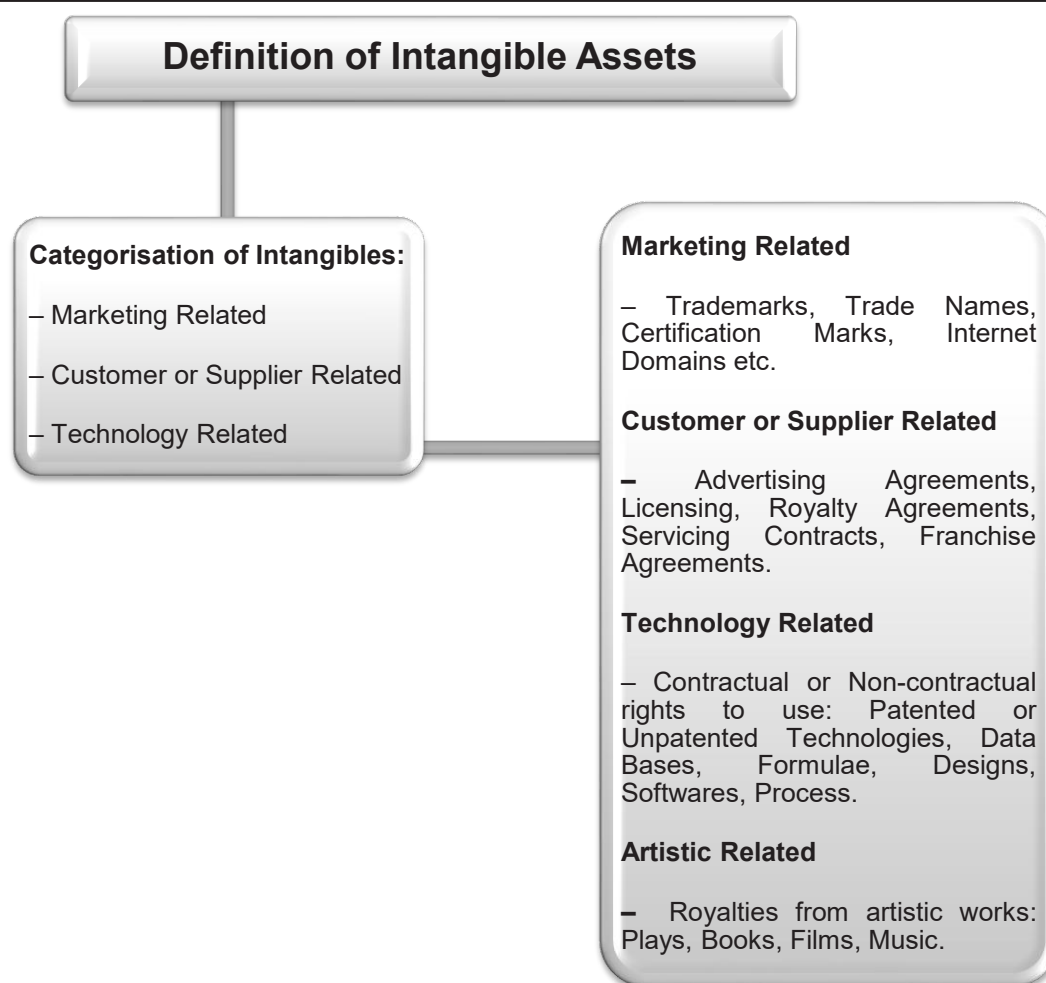 Definition of Intangible Assets
Categorisation of Intangibles:
– Marketing Related
– Customer or Supplier Related
– Technology Related
Marketing Related
– Trademarks, Trade Names,
Certification Marks, Internet
Domains etc.
Customer or Supplier Related
– Advertising Agreements,
Licensing, Royalty Agreements,
Servicing Contracts, Franchise
Agreements.
Technology Related
– Contractual or Non-contractual
rights to use: Patented or
Unpatented Technologies, Data
Bases, Formulae, Designs,
Softwares, Process.
Artistic Related
– Royalties from artistic works:
Plays, Books, Films, Music.